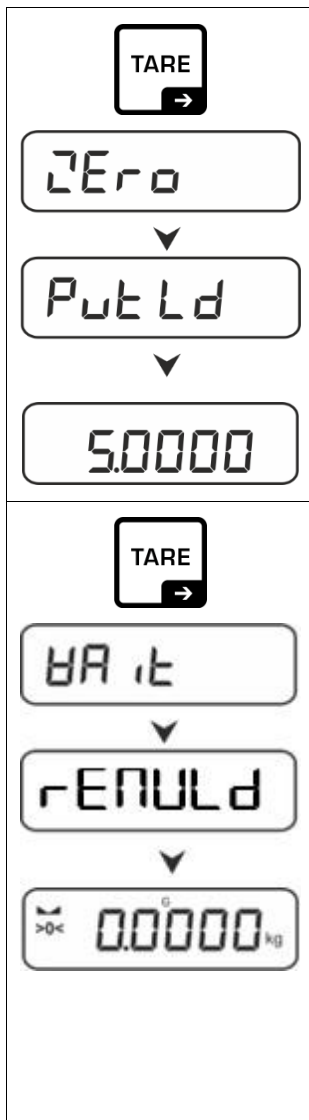 TARE
ZEro
PutLd
5.0000
TARE
WAit
rEMULd
G
>0< 0.0000 kg